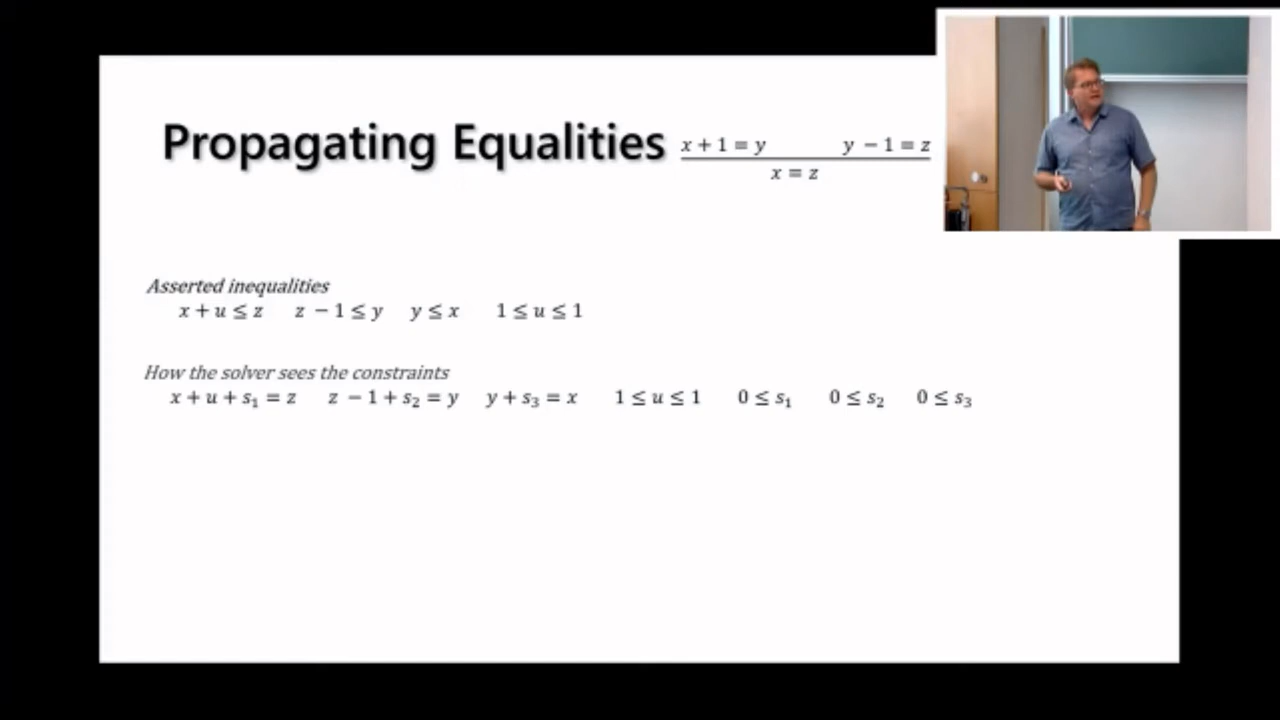 Propagating Equalities x + 1 = y y − 1 = z
x = z
Asserted inequalities
x + u ≤ z z − 1 ≤ y y ≤ x 1 ≤ u ≤ 1
How the solver sees the constraints
x + u + s₁ = z z − 1 + s₂ = y y + s₃ = x 1 ≤ u ≤ 1 0 ≤ s₁ 0 ≤ s₂ 0 ≤ s₃